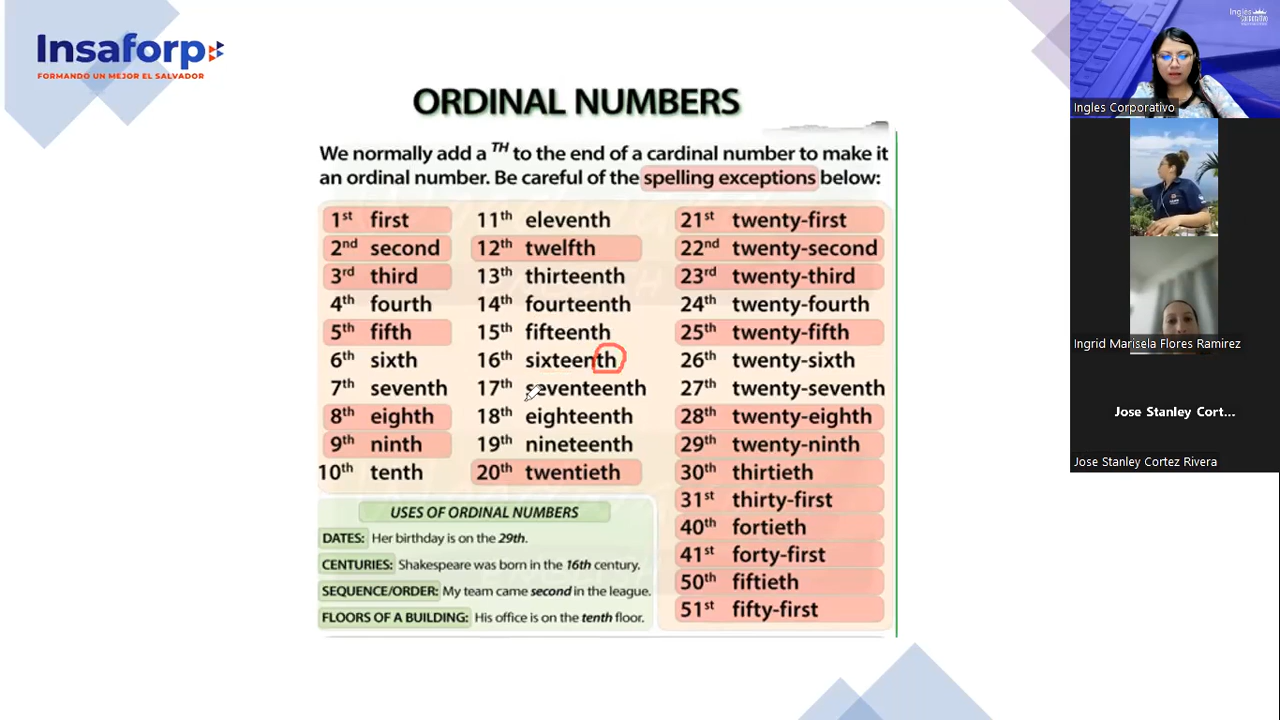 Insaforp
FORMANDO UN MEJOR EL SALVADOR
ORDINAL NUMBERS
We normally add a TH to the end of a cardinal number to make it
an ordinal number. Be careful of the spelling exceptions below:
1st first
2nd second
3rd third
4th fourth
5th fifth
6th sixth
7th seventh
8th eighth
9th ninth
10th tenth
11th eleventh
12th twelfth
13th thirteenth
14th fourteenth
15th fifteenth
16th sixteenth
17th seventeenth
18th eighteenth
19th nineteenth
20th twentieth
21st twenty-first
22nd twenty-second
23rd twenty-third
24th twenty-fourth
25th twenty-fifth
26th twenty-sixth
27th twenty-seventh
28th twenty-eighth
29th twenty-ninth
30th thirtieth
31st thirty-first
40th fortieth
41st forty-first
50th fiftieth
51st fifty-first
USES OF ORDINAL NUMBERS
DATES: Her birthday is on the 29th.
CENTURIES: Shakespeare was born in the 16th century.
SEQUENCE/ORDER: My team came second in the league.
FLOORS OF A BUILDING: His office is on the tenth floor.
Ingles
Ingles Corporativo
Ingrid Marisela Flores Ramirez
Jose Stanley Cort...
Jose Stanley Cortez Rivera